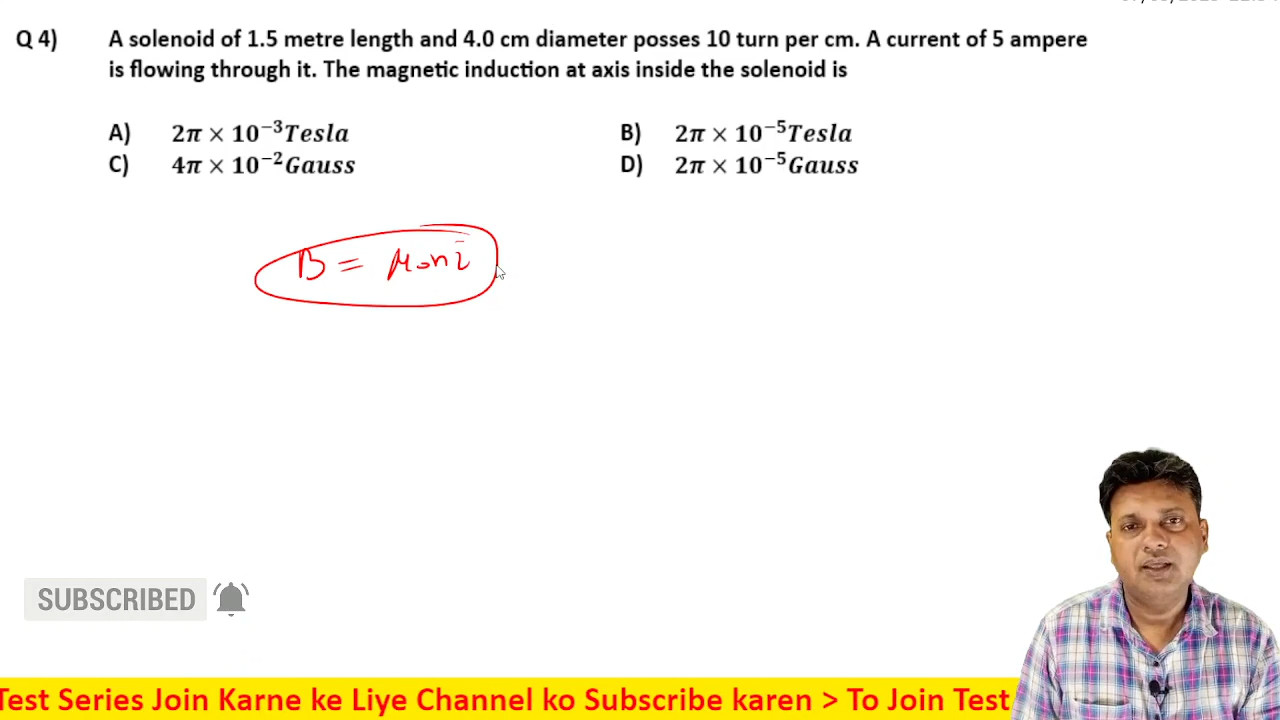 Q 4) A solenoid of 1.5 metre length and 4.0 cm diameter posses 10 turn per cm. A current of 5 ampere
is flowing through it. The magnetic induction at axis inside the solenoid is
A) 2π × 10⁻³Tesla B) 2π × 10⁻⁵Tesla
C) 4π × 10⁻²Gauss D) 2π × 10⁻⁵Gauss
B = μ₀ni
SUBSCRIBED
Test Series Join Karne ke Liye Channel ko Subscribe karen > To Join Test